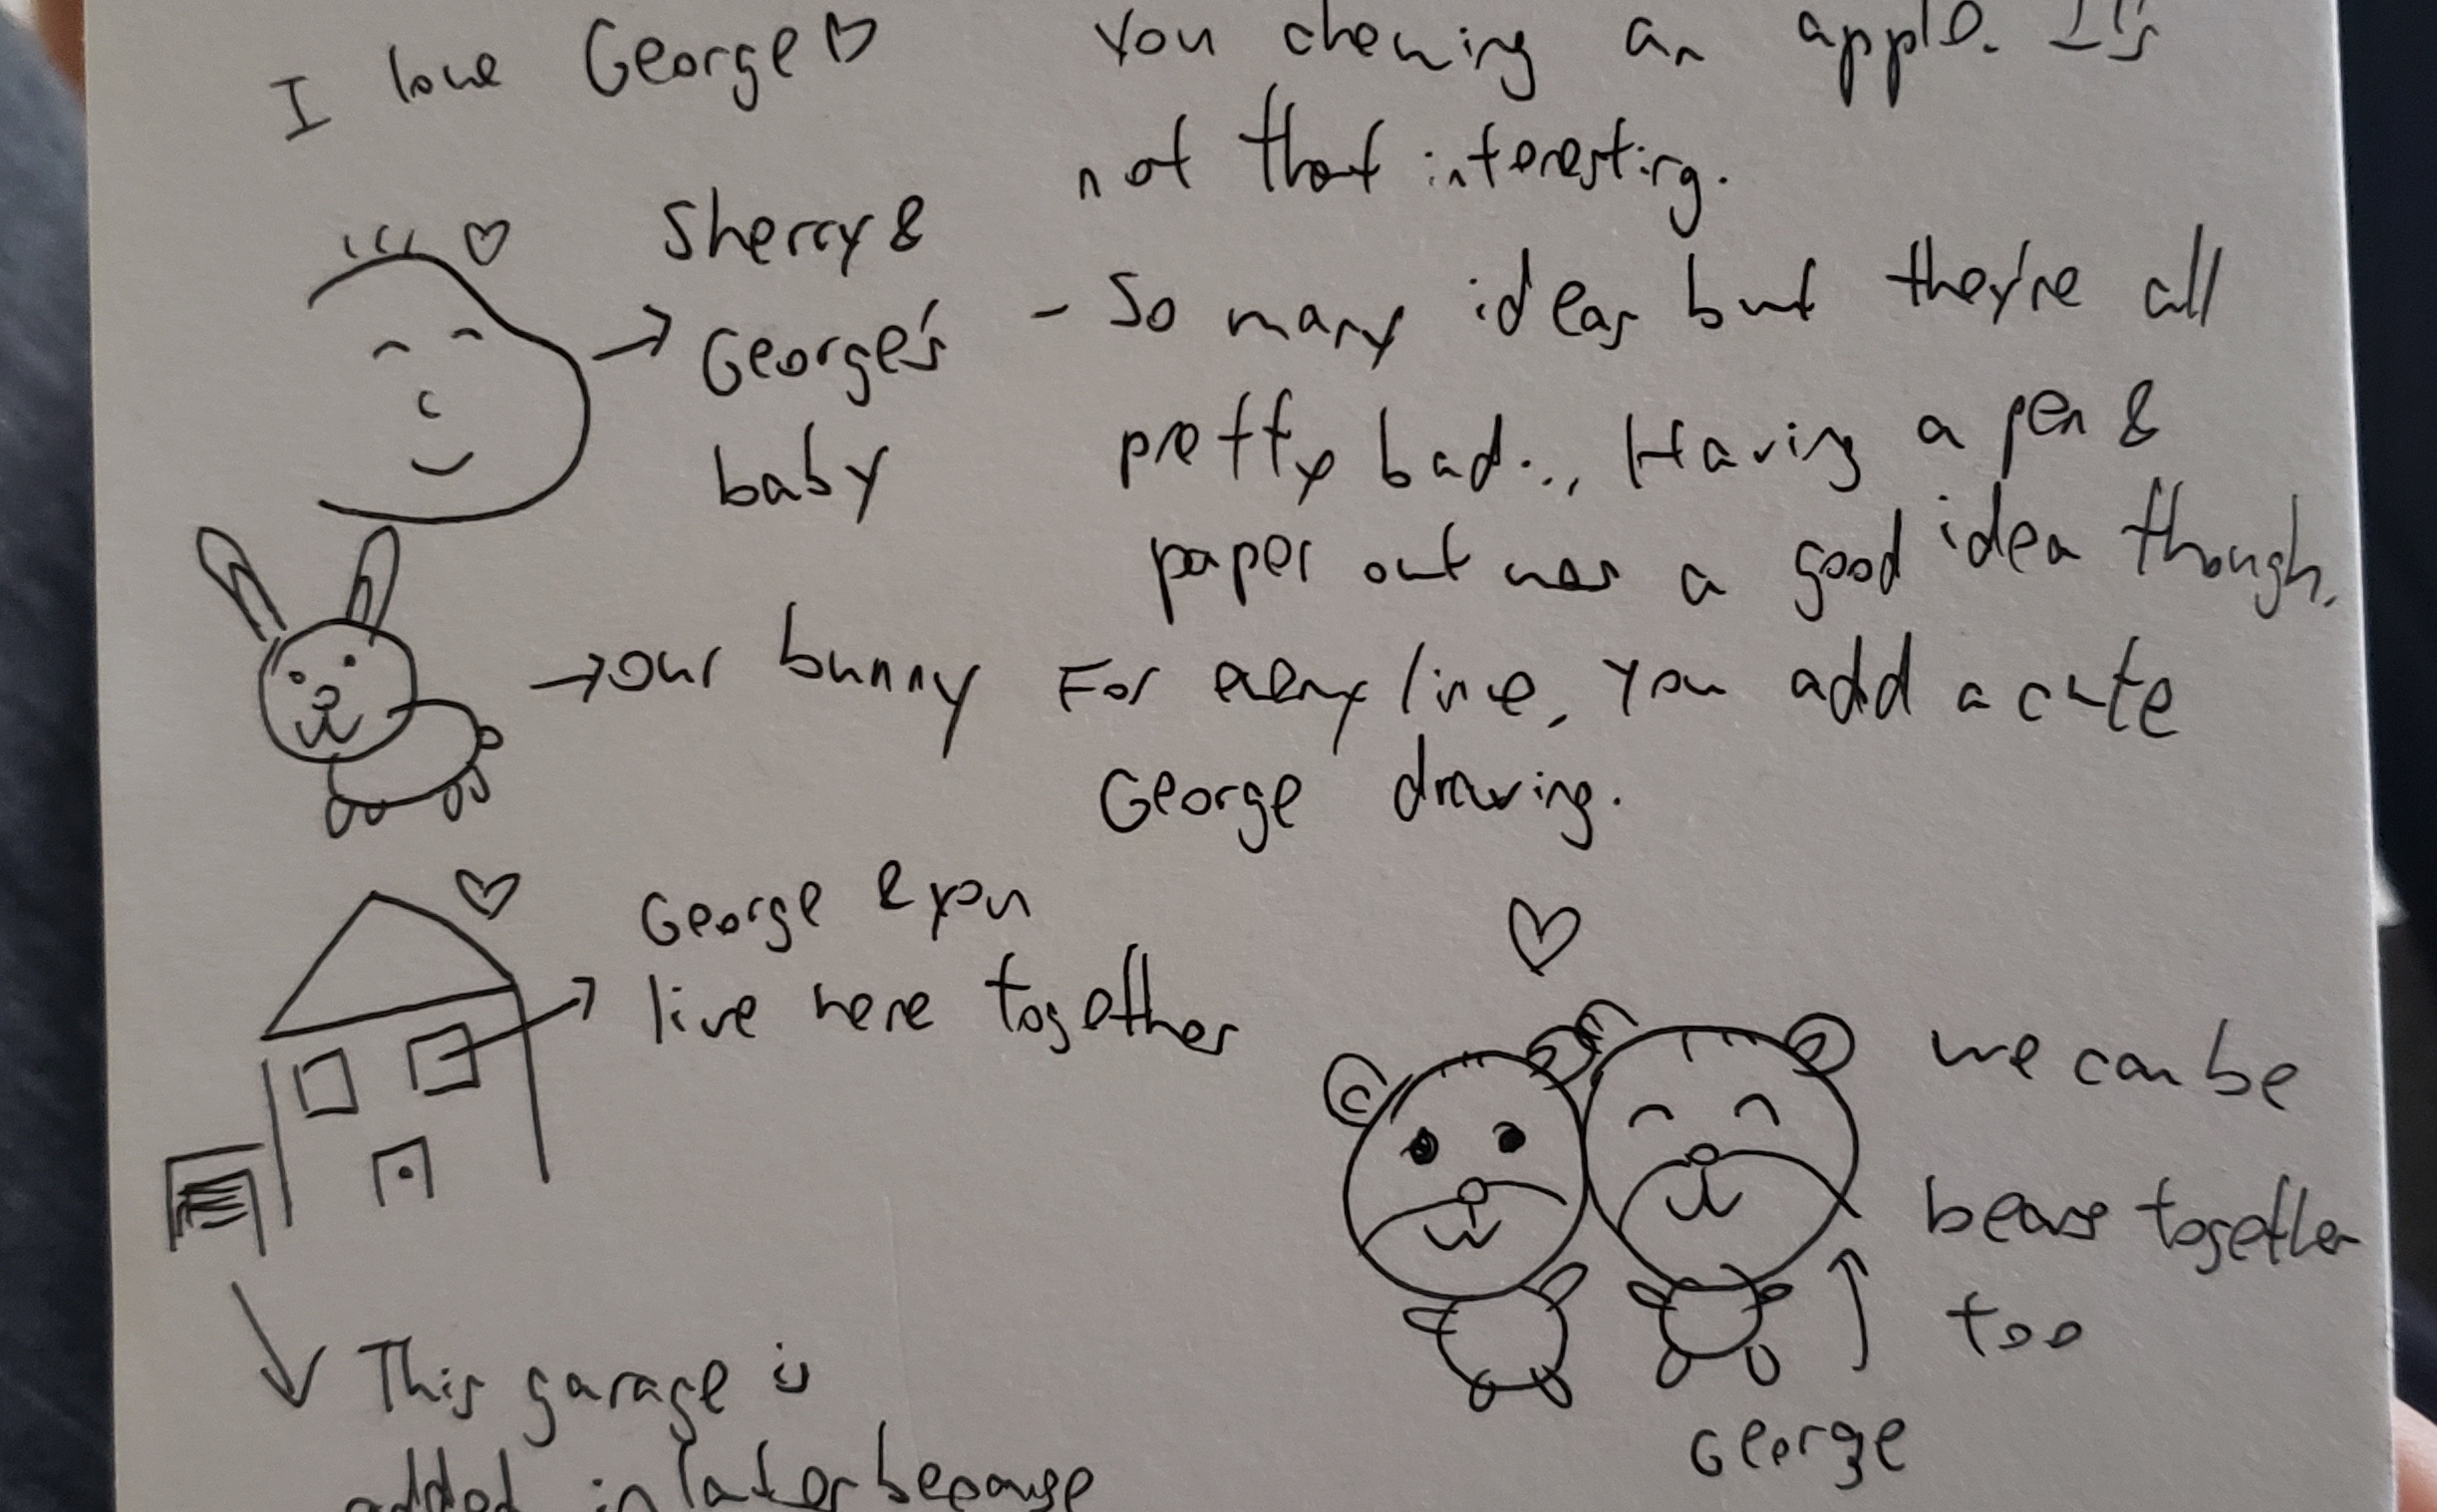 I love George
Sherry &
George's
baby
→ our bunny
George & you
live here together
This garage is
added in later because
You chewing an apple. It's
not that interesting.
- So many ideas but they're all
pretty bad... Having a pen &
paper out was a good idea though.
For every line, you add a cute
George drawing.
we can be
bears together
too
George